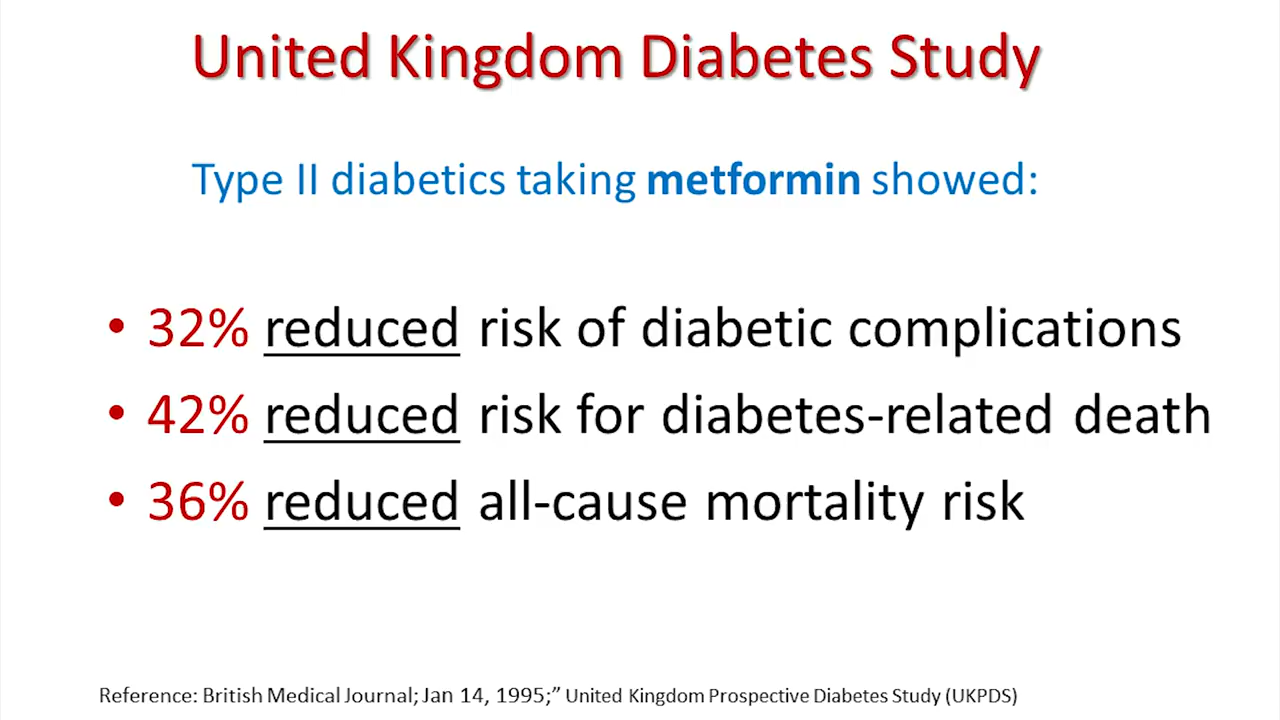 United Kingdom Diabetes Study
Type II diabetics taking metformin showed:
• 32% reduced risk of diabetic complications
• 42% reduced risk for diabetes-related death
• 36% reduced all-cause mortality risk
Reference: British Medical Journal; Jan 14, 1995;” United Kingdom Prospective Diabetes Study (UKPDS)